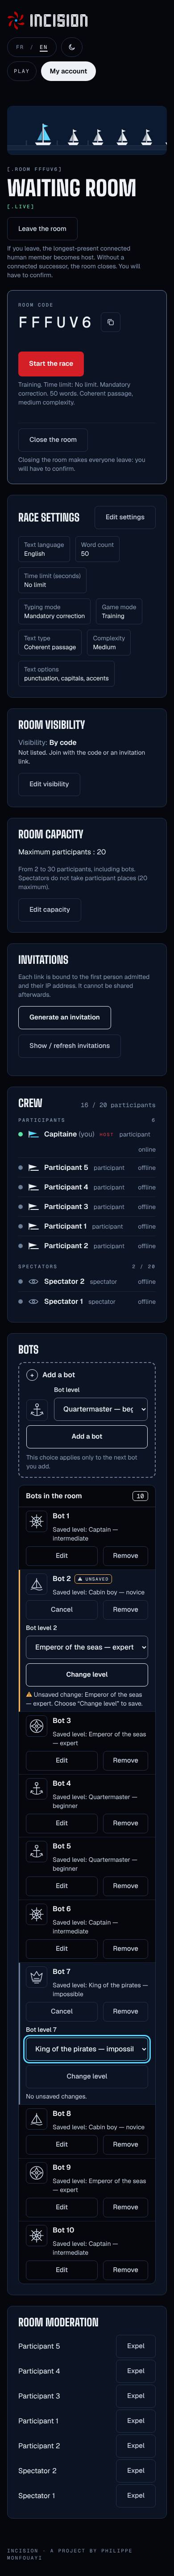 INCISION
FR / EN
PLAY
My account
[.ROOM FFFUV6]
WAITING ROOM
[.LIVE]
Leave the room
If you leave, the longest-present connected
human member becomes host. Without a
connected successor, the room closes. You will
have to confirm.
ROOM CODE
FFFUV6
Start the race
Training. Time limit: No limit. Mandatory
correction. 50 words. Coherent passage,
medium complexity.
Close the room
Closing the room makes everyone leave: you
will have to confirm.
RACE SETTINGS
Edit settings
Text language
English
Word count
50
Time limit (seconds)
No limit
Typing mode
Mandatory correction
Game mode
Training
Text type
Coherent passage
Complexity
Medium
Text options
punctuation, capitals, accents
ROOM VISIBILITY
Visibility: By code
Not listed. Join with the code or an invitation
link.
Edit visibility
ROOM CAPACITY
Maximum participants : 20
From 2 to 30 participants, including bots.
Spectators do not take participant places (20
maximum).
Edit capacity
INVITATIONS
Each link is bound to the first person admitted
and their IP address. It cannot be shared
afterwards.
Generate an invitation
Show / refresh invitations
CREW
16 / 20 participants
PARTICIPANTS 6
Capitaine (you) HOST participant
online
Participant 5 participant offline
Participant 4 participant offline
Participant 3 participant offline
Participant 1 participant offline
Participant 2 participant offline
SPECTATORS 2 / 20
Spectator 2 spectator offline
Spectator 1 spectator offline
BOTS
+ Add a bot
Bot level
Quartermaster — beg
Add a bot
This choice applies only to the next bot
you add.
Bots in the room 10
Bot 1
Saved level: Captain —
intermediate
Edit Remove
Bot 2 UNSAVED
Saved level: Cabin boy — novice
Cancel Remove
Bot level 2
Emperor of the seas — expert
Change level
Unsaved change: Emperor of the seas
— expert. Choose “Change level” to save.
Bot 3
Saved level: Emperor of the seas
— expert
Edit Remove
Bot 4
Saved level: Quartermaster —
beginner
Edit Remove
Bot 5
Saved level: Quartermaster —
beginner
Edit Remove
Bot 6
Saved level: Captain —
intermediate
Edit Remove
Bot 7
Saved level: King of the pirates —
impossible
Cancel Remove
Bot level 7
King of the pirates — impossil
Change level
No unsaved changes.
Bot 8
Saved level: Cabin boy — novice
Edit Remove
Bot 9
Saved level: Emperor of the seas
— expert
Edit Remove
Bot 10
Saved level: Captain —
intermediate
Edit Remove
ROOM MODERATION
Participant 5 Expel
Participant 4 Expel
Participant 3 Expel
Participant 1 Expel
Participant 2 Expel
Spectator 2 Expel
Spectator 1 Expel
INCISION · A PROJECT BY PHILIPPE
MONFOUATI